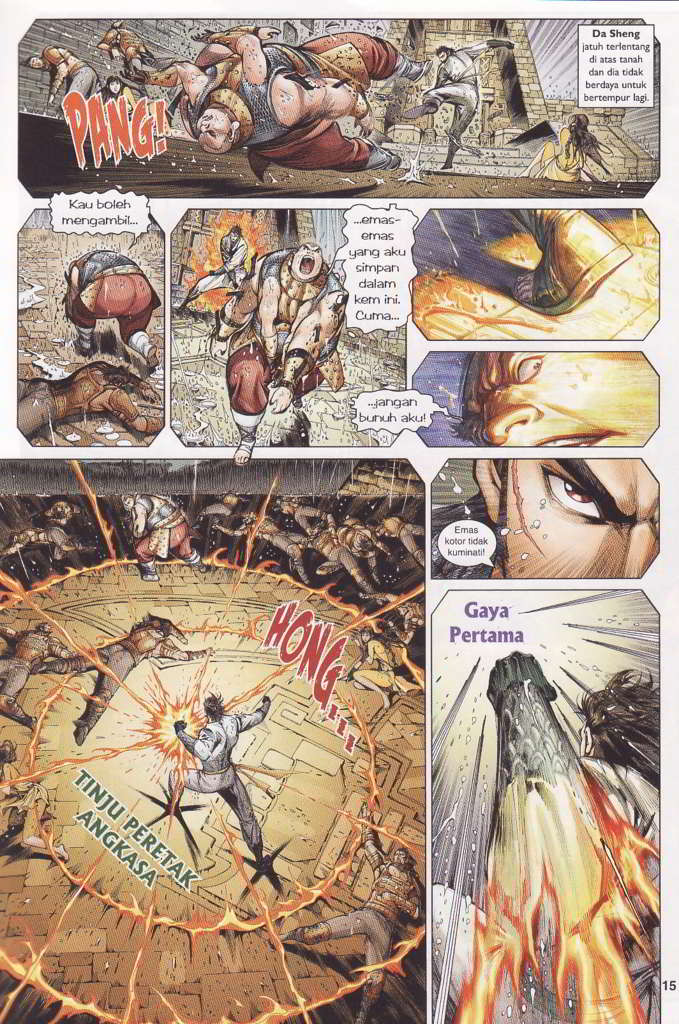 Da Sheng
jatuh terlentang
di atas tanah
dan dia tidak
berdaya untuk
bertempur lagi.
PANG!
Kau boleh
mengambil...
...emas-
emas
yang aku
simpan
dalam
kem ini.
Cuma...
...jangan
bunuh aku!
Emas
kotor tidak
kuminati!
HONG...
TINJU PERETAK
ANGKASA
Gaya
Pertama
15